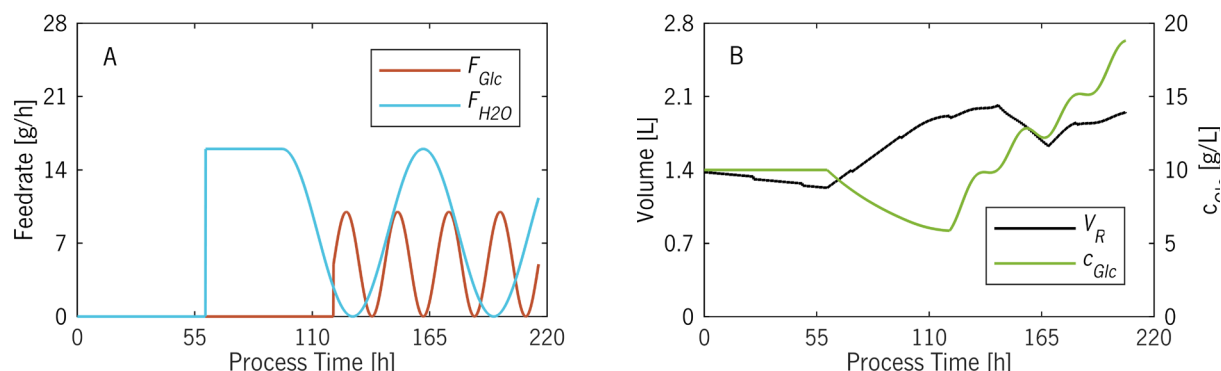 A
Feedrate [g/h]
28
21
14
7
0
F_Glc
F_H2O
0 55 110 165 220
Process Time [h]
B
Volume [L]
2.8
2.1
1.4
0.7
0
V_R
c_Glc
20
15
10
5
0
[g/L]
0 55 110 165 220
Process Time [h]